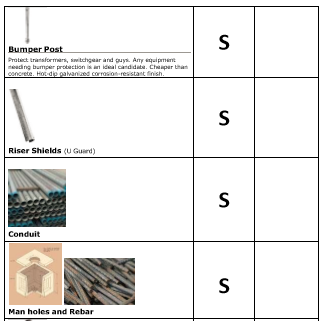 Bumper Post
S
Protect transformers, switchgear and guys. Any equipment
needing bumper protection is an ideal candidate. Cheaper than
concrete. Hot-dip galvanized corrosion-resistant finish.
S
Riser Shields (U Guard)
S
Conduit
S
Man holes and Rebar